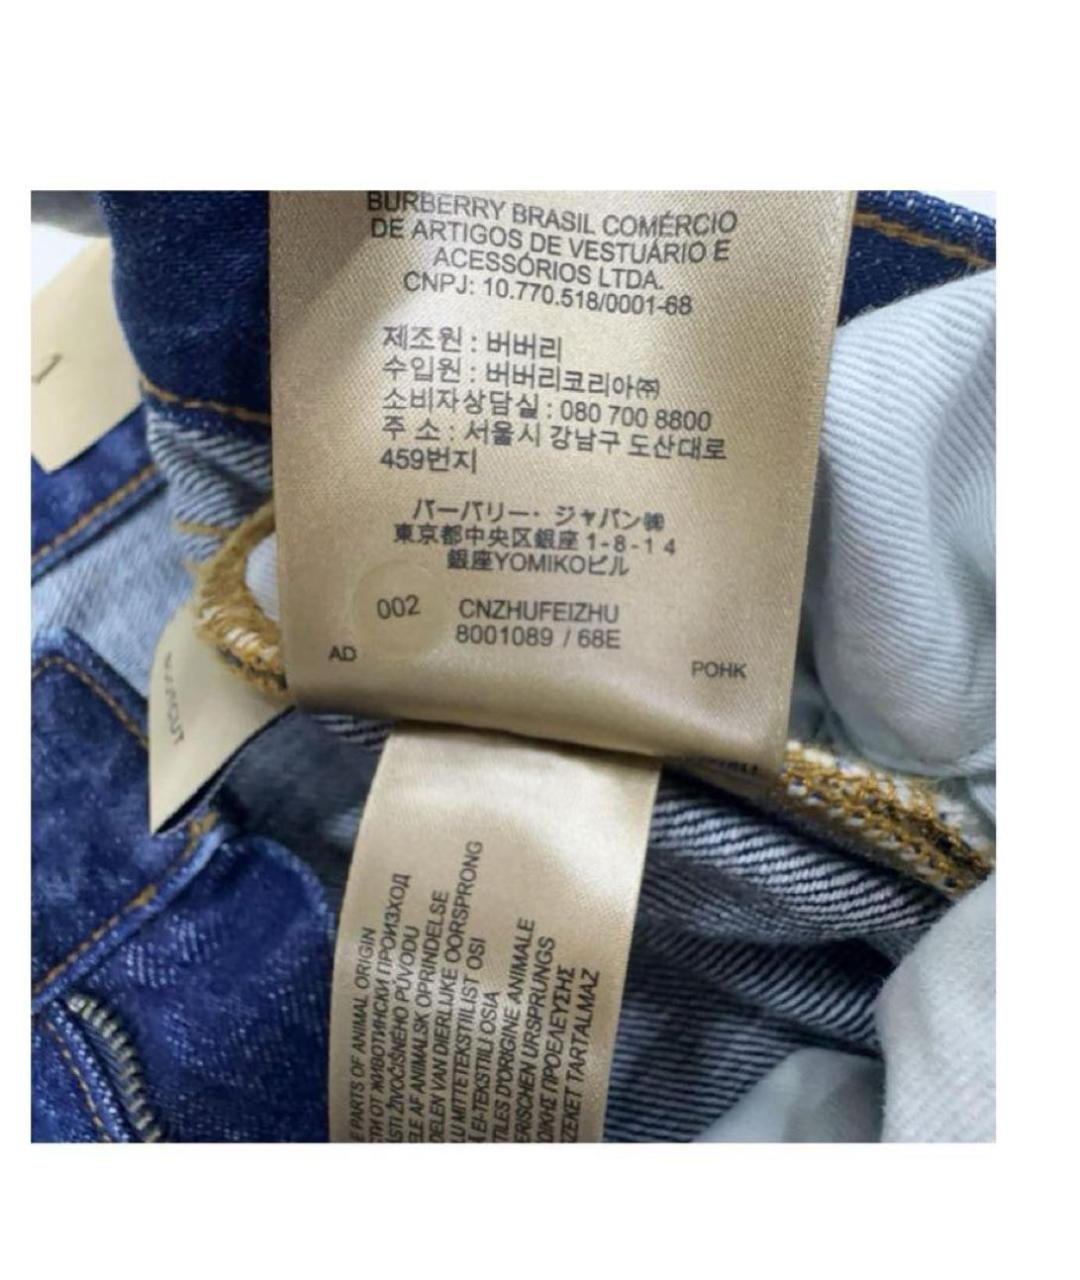 BURBERRY BRASIL COMÉRCIO
DE ARTIGOS DE VESTUÁRIO E
ACESSÓRIOS LTDA.
CNPJ: 10.770.518/0001-68
제조원 : 버버리
수입원 : 버버리코리아㈜
소비자상담실 : 080 700 8800
주 소 : 서울시 강남구 도산대로
459번지
バーバリー・ジャパン㈱
東京都中央区銀座 1-8-14
銀座YOMIKOビル
002 CNZHUFEIZHU
8001089 / 68E
AD POHK
PARTS OF ANIMAL ORIGIN
ОТ ЖИВОТИНСКИ ПРОИЗХОД
ŽIVOČIŠNÉHO PŮVODU
AF ANIMALSK OPRINDELSE
DELEN VAN DIERLIJKE OORSPRONG
MITTETEKSTIILIST OSI
EI-TEKSTIILI OSIA
D'ORIGINE ANIMALE
URSPRUNGS
ΠΡΟΕΛΕΥΣΗΣ
TARTALMAZ